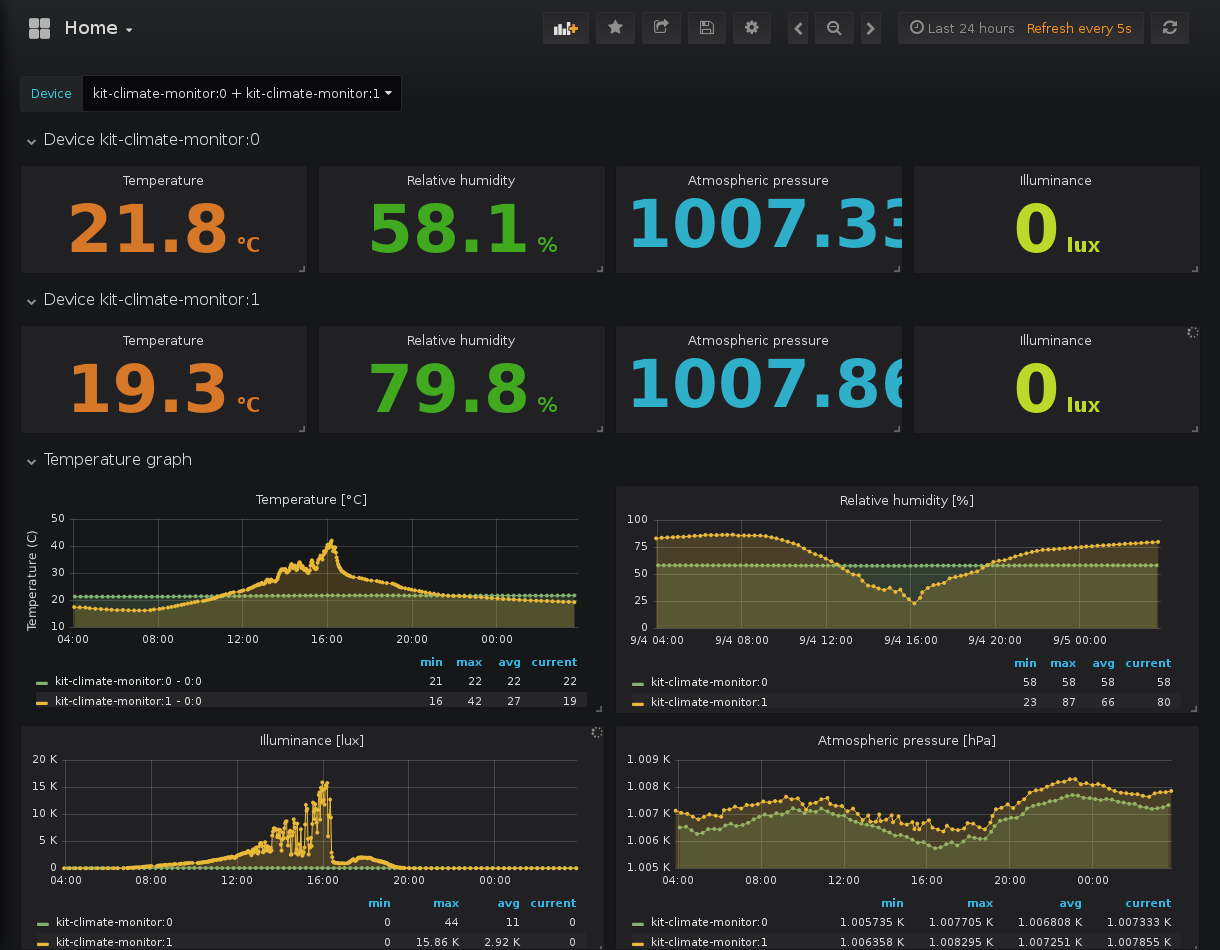 Home
Last 24 hours Refresh every 5s
Device kit-climate-monitor:0 + kit-climate-monitor:1
Device kit-climate-monitor:0
Temperature Relative humidity Atmospheric pressure Illuminance
21.8 °C 58.1 % 1007.33 0 lux
Device kit-climate-monitor:1
Temperature Relative humidity Atmospheric pressure Illuminance
19.3 °C 79.8 % 1007.86 0 lux
Temperature graph
Temperature [°C]
Temperature (C)
50
40
30
20
10
04:00 08:00 12:00 16:00 20:00 00:00
min max avg current
kit-climate-monitor:0 - 0:0 21 22 22 22
kit-climate-monitor:1 - 0:0 16 42 27 19
Relative humidity [%]
100
75
50
25
0
9/4 04:00 9/4 08:00 9/4 12:00 9/4 16:00 9/4 20:00 9/5 00:00
min max avg current
kit-climate-monitor:0 58 58 58 58
kit-climate-monitor:1 23 87 66 80
Illuminance [lux]
20 K
15 K
10 K
5 K
0
04:00 08:00 12:00 16:00 20:00 00:00
min max avg current
kit-climate-monitor:0 0 44 11 0
kit-climate-monitor:1 0 15.86 K 2.92 K 0
Atmospheric pressure [hPa]
1.009 K
1.008 K
1.007 K
1.006 K
1.005 K
04:00 08:00 12:00 16:00 20:00 00:00
min max avg current
kit-climate-monitor:0 1.005735 K 1.007705 K 1.006808 K 1.007333 K
kit-climate-monitor:1 1.006358 K 1.008295 K 1.007251 K 1.007855 K